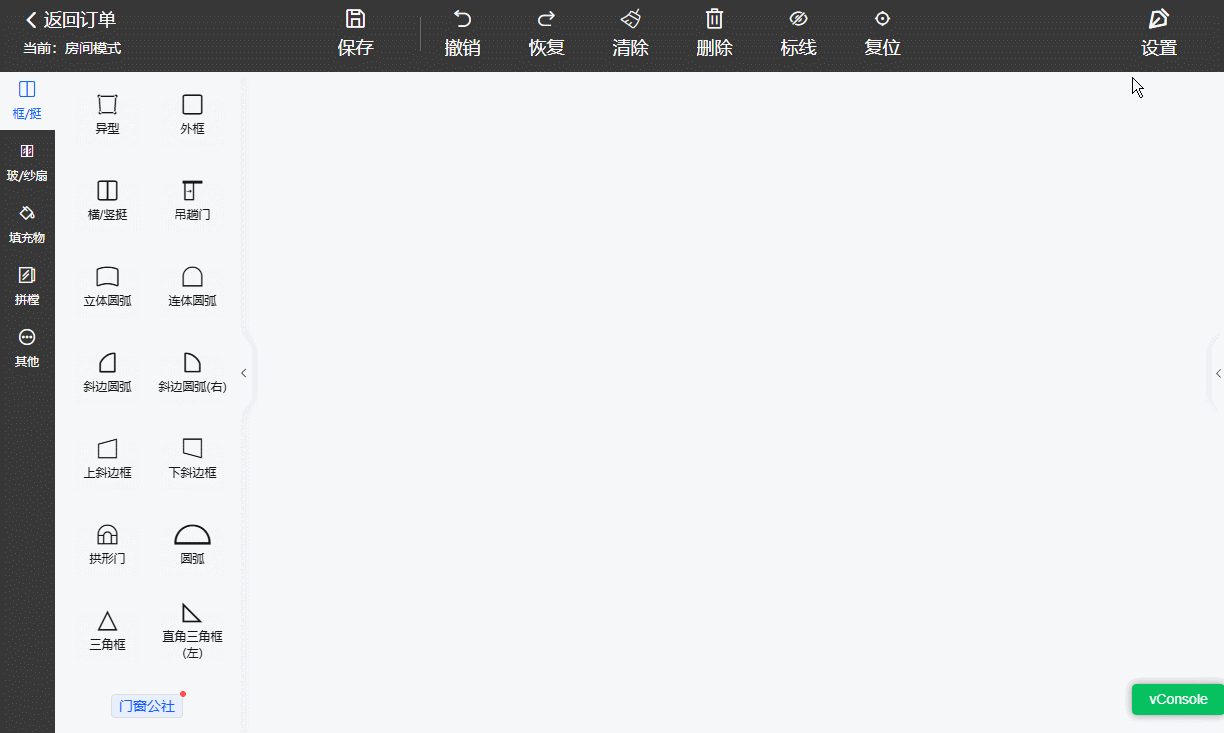 返回订单
当前：房间模式
保存
撤销
恢复
清除
删除
标线
复位
设置
框/挺
玻/纱扇
填充物
拼樘
其他
异型
外框
横/竖挺
吊趟门
立体圆弧
连体圆弧
斜边圆弧
斜边圆弧(右)
上斜边框
下斜边框
拱形门
圆弧
三角框
直角三角框
(左)
门窗公社
vConsole